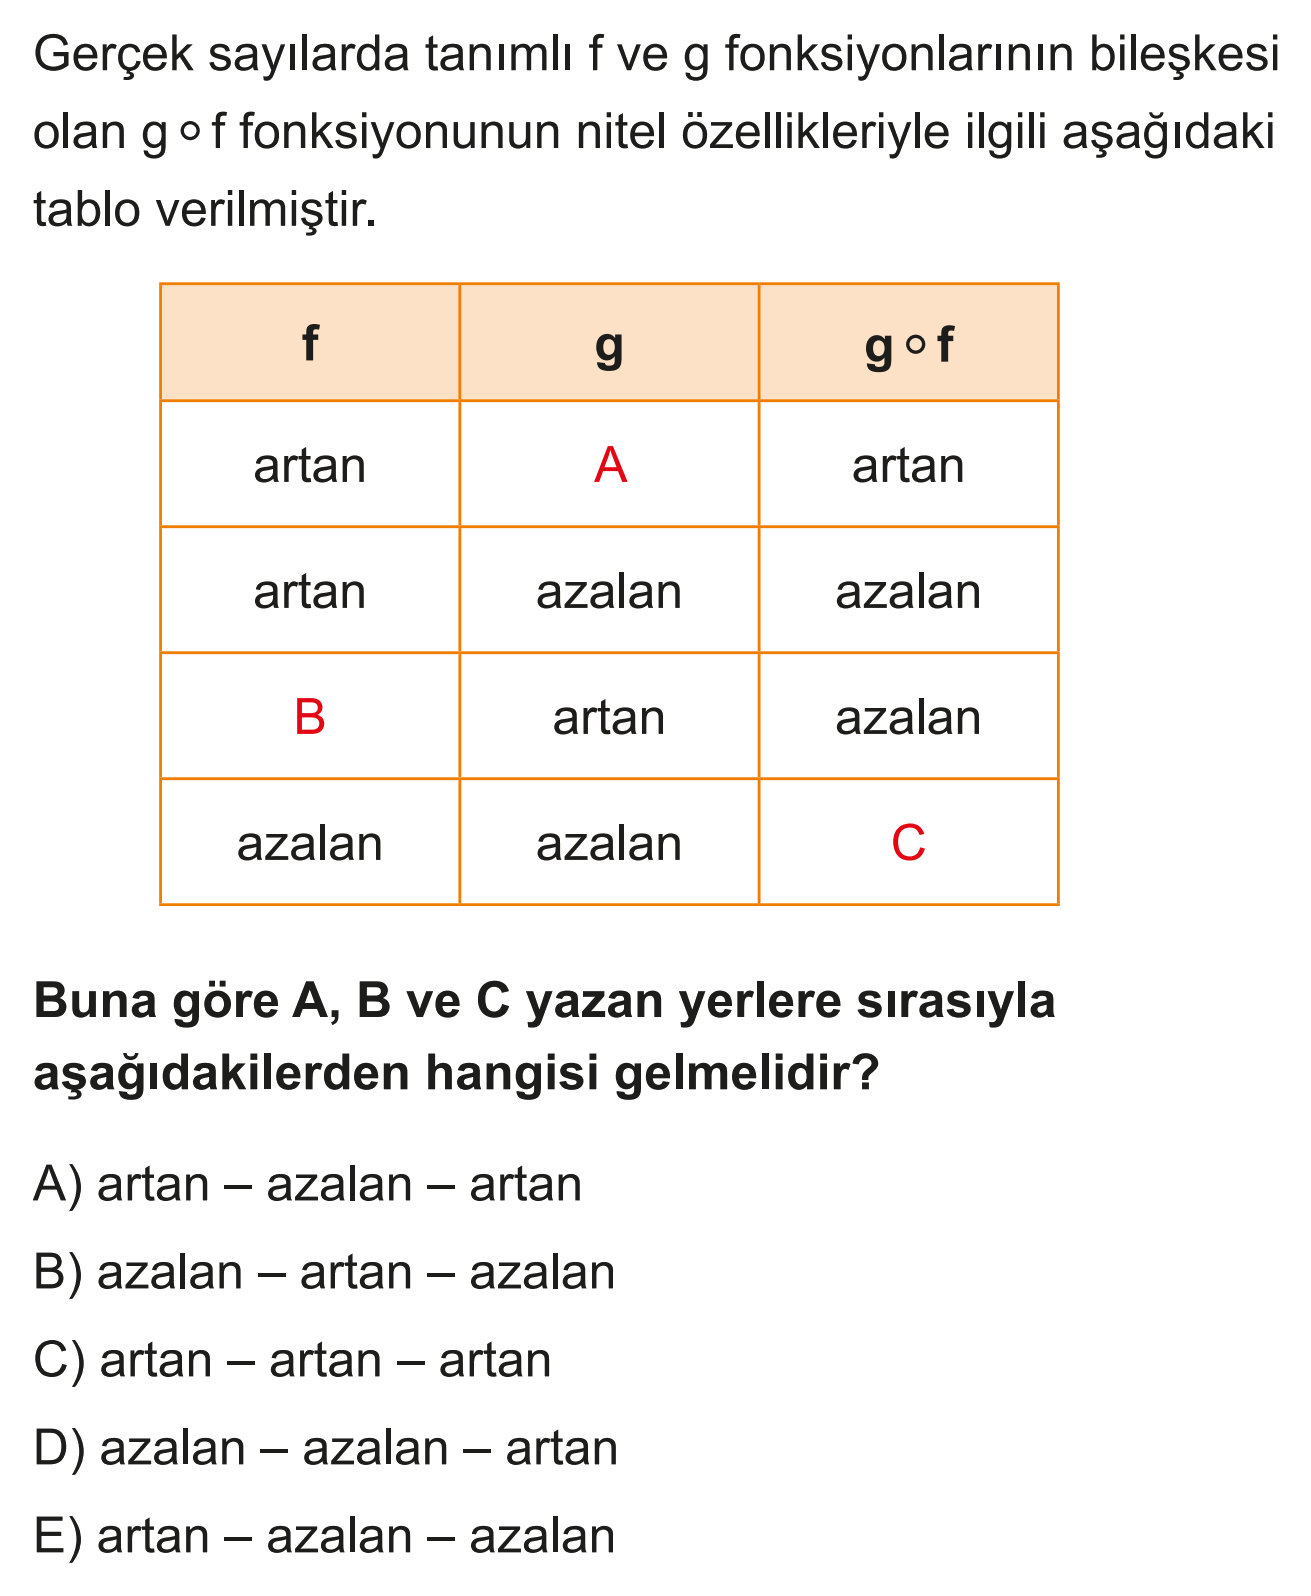 Gerçek sayılarda tanımlı f ve g fonksiyonlarının bileşkesi
olan g∘f fonksiyonunun nitel özellikleriyle ilgili aşağıdaki
tablo verilmiştir.
f g g∘f
artan A artan
artan azalan azalan
B artan azalan
azalan azalan C
Buna göre A, B ve C yazan yerlere sırasıyla
aşağıdakilerden hangisi gelmelidir?
A) artan – azalan – artan
B) azalan – artan – azalan
C) artan – artan – artan
D) azalan – azalan – artan
E) artan – azalan – azalan